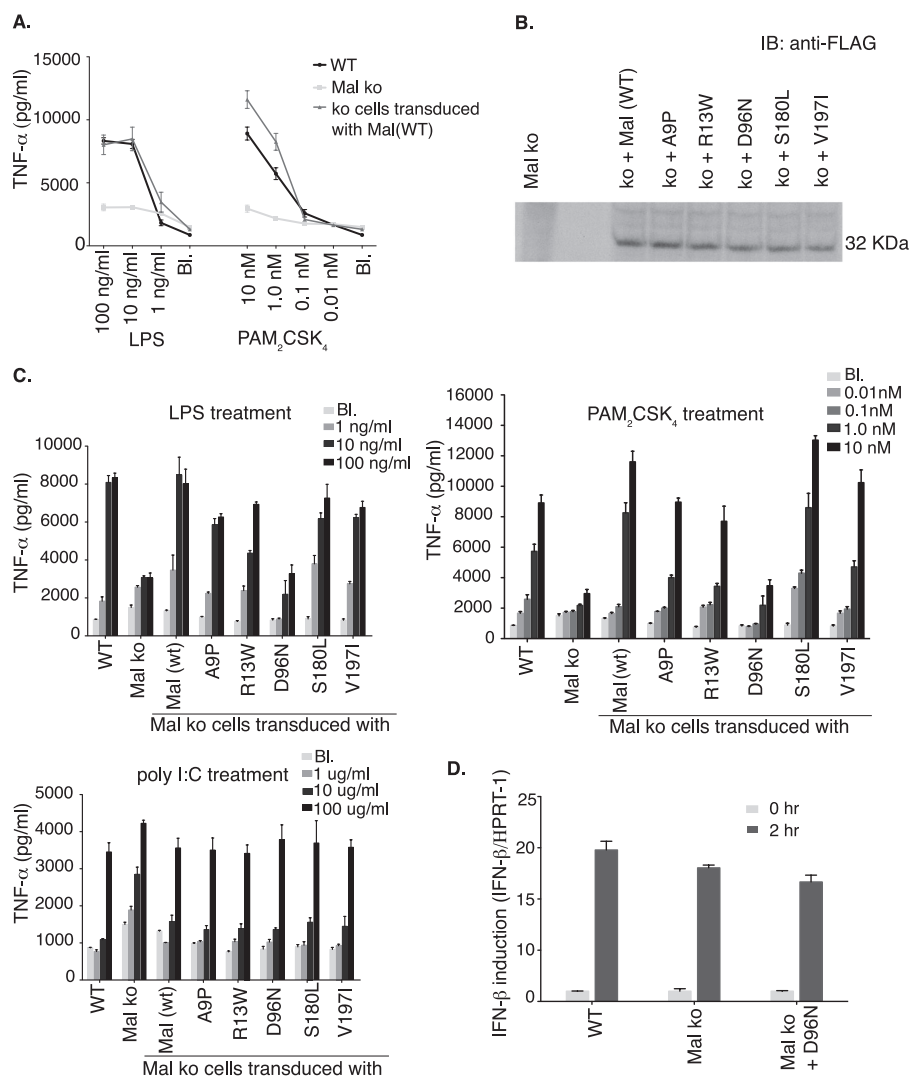 A.
TNF-α (pg/ml)
15000
10000
5000
0
WT
Mal ko
ko cells transduced
with Mal(WT)
100 ng/ml
10 ng/ml
1 ng/ml
Bl.
10 nM
1.0 nM
0.1 nM
0.01 nM
Bl.
LPS
PAM2CSK4
B.
IB: anti-FLAG
Mal ko
ko + Mal (WT)
ko + A9P
ko + R13W
ko + D96N
ko + S180L
ko + V197I
32 KDa
C.
LPS treatment
Bl.
1 ng/ml
10 ng/ml
100 ng/ml
TNF-α (pg/ml)
10000
8000
6000
4000
2000
0
WT
Mal ko
Mal (wt)
A9P
R13W
D96N
S180L
V197I
Mal ko cells transduced with
PAM2CSK4 treatment
Bl.
0.01nM
0.1nM
1.0 nM
10 nM
TNF-α (pg/ml)
16000
14000
12000
10000
8000
6000
4000
2000
0
WT
Mal ko
Mal(wt)
A9P
R13W
D96N
S180L
V197I
Mal ko cells transduced with
poly I:C treatment
Bl.
1 ug/ml
10 ug/ml
100 ug/ml
TNF-α (pg/ml)
5000
4000
3000
2000
1000
0
WT
Mal ko
Mal (wt)
A9P
R13W
D96N
S180L
V197I
Mal ko cells transduced with
D.
IFN-β induction (IFN-β/HPRT-1)
25
20
17
10
5
0
0 hr
2 hr
WT
Mal ko
Mal ko
+ D96N